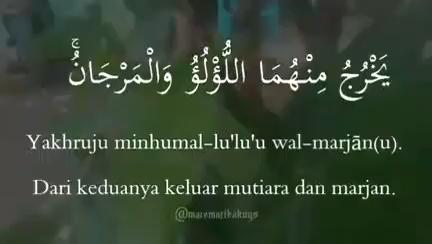 يَخْرُجُ مِنْهُمَا اللُّؤْلُؤُ وَالْمَرْجَانُۚ
Yakhruju minhumal-lu'lu'u wal-marjān(u).
Dari keduanya keluar mutiara dan marjan.